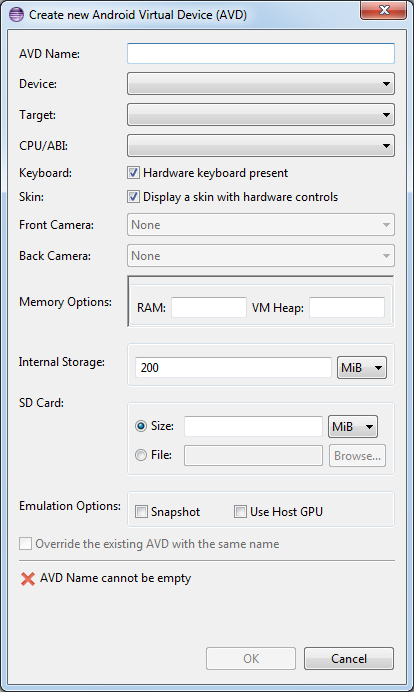 Create new Android Virtual Device (AVD)
AVD Name:
Device:
Target:
CPU/ABI:
Keyboard: Hardware keyboard present
Skin: Display a skin with hardware controls
Front Camera: None
Back Camera: None
Memory Options: RAM: VM Heap:
Internal Storage: 200 MiB
SD Card:
Size: MiB
File: Browse...
Emulation Options: Snapshot Use Host GPU
Override the existing AVD with the same name
AVD Name cannot be empty
OK Cancel